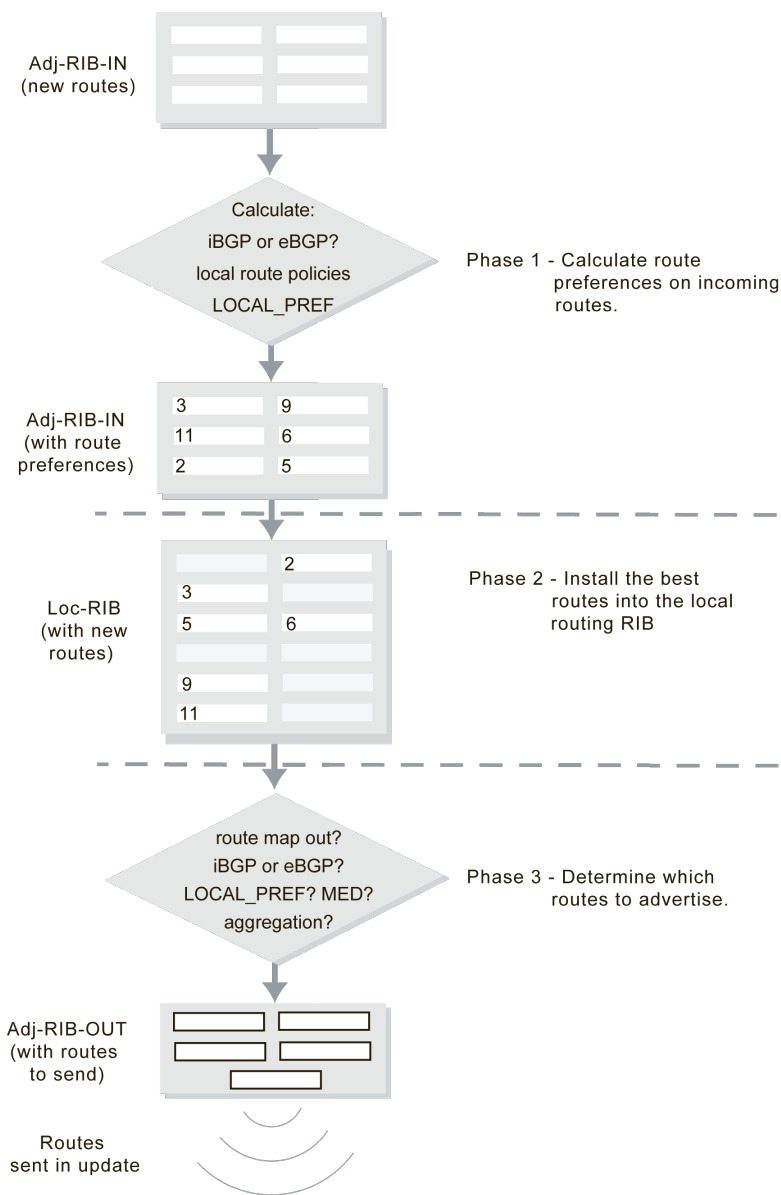 Adj-RIB-IN
(new routes)
Calculate:
iBGP or eBGP?
local route policies
LOCAL_PREF
Phase 1 - Calculate route
preferences on incoming
routes.
Adj-RIB-IN
(with route
preferences)
3 9
11 6
2 5
Loc-RIB
(with new
routes)
2
3
5 6
9
11
Phase 2 - Install the best
routes into the local
routing RIB
route map out?
iBGP or eBGP?
LOCAL_PREF? MED?
aggregation?
Phase 3 - Determine which
routes to advertise.
Adj-RIB-OUT
(with routes
to send)
Routes
sent in update